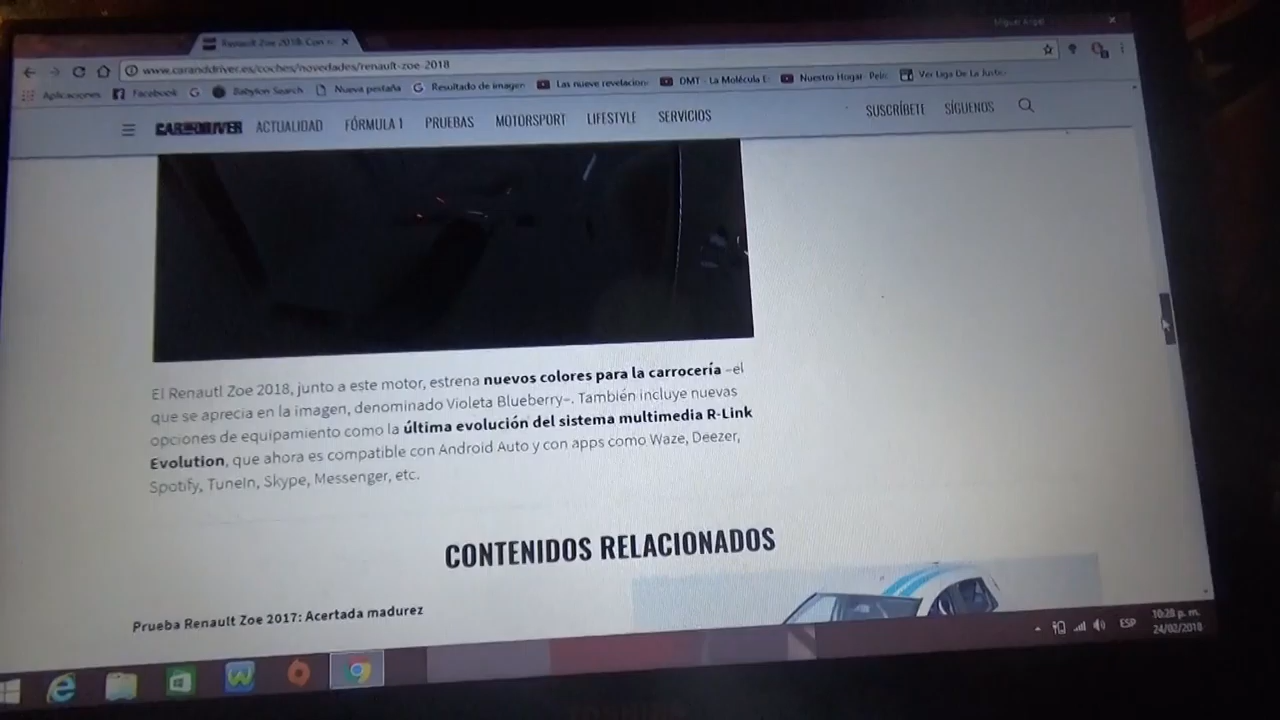 Miguel Angel
Renault Zoe 2018: Con
www.caranddriver.es/coches/novedades/renault-zoe-2018
Aplicaciones Facebook Babylon Search Nueva pestaña Resultado de imagen Las nueve revelacion DMT - La Molécula Nuestro Hogar Ver Liga De La Justic
CAR AND DRIVER ACTUALIDAD FÓRMULA 1 PRUEBAS MOTORSPORT LIFESTYLE SERVICIOS SUSCRÍBETE SÍGUENOS
El Renautl Zoe 2018, junto a este motor, estrena nuevos colores para la carrocería –el
que se aprecia en la imagen, denominado Violeta Blueberry–. También incluye nuevas
opciones de equipamiento como la última evolución del sistema multimedia R-Link
Evolution, que ahora es compatible con Android Auto y con apps como Waze, Deezer,
Spotify, TuneIn, Skype, Messenger, etc.
CONTENIDOS RELACIONADOS
Prueba Renault Zoe 2017: Acertada madurez
ESP
10:28 p. m.
24/02/2018